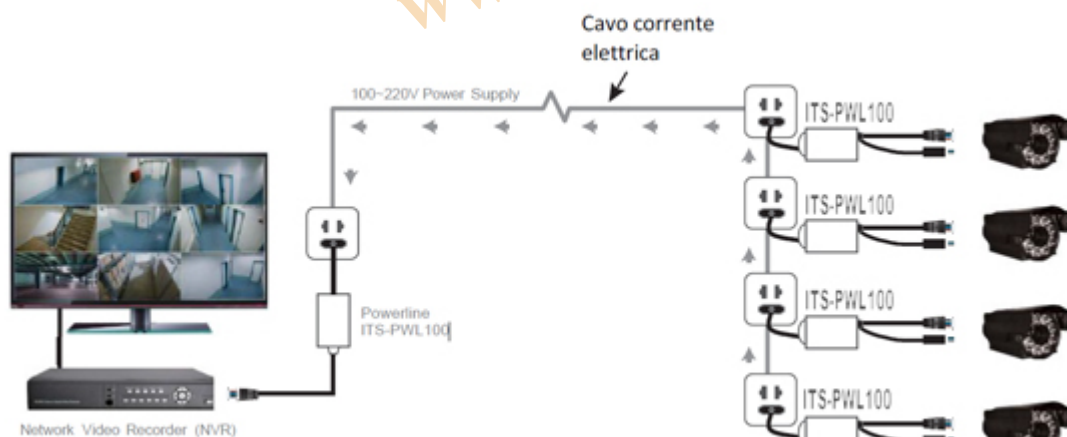 Cavo corrente
elettrica
100~220V Power Supply
ITS-PWL100
ITS-PWL100
Powerline
ITS-PWL100
ITS-PWL100
ITS-PWL100
Network Video Recorder (NVR)